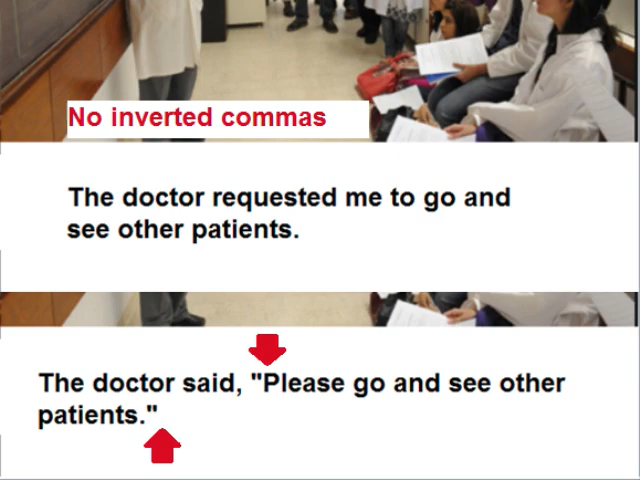 No inverted commas
The doctor requested me to go and
see other patients.
The doctor said, "Please go and see other
patients."